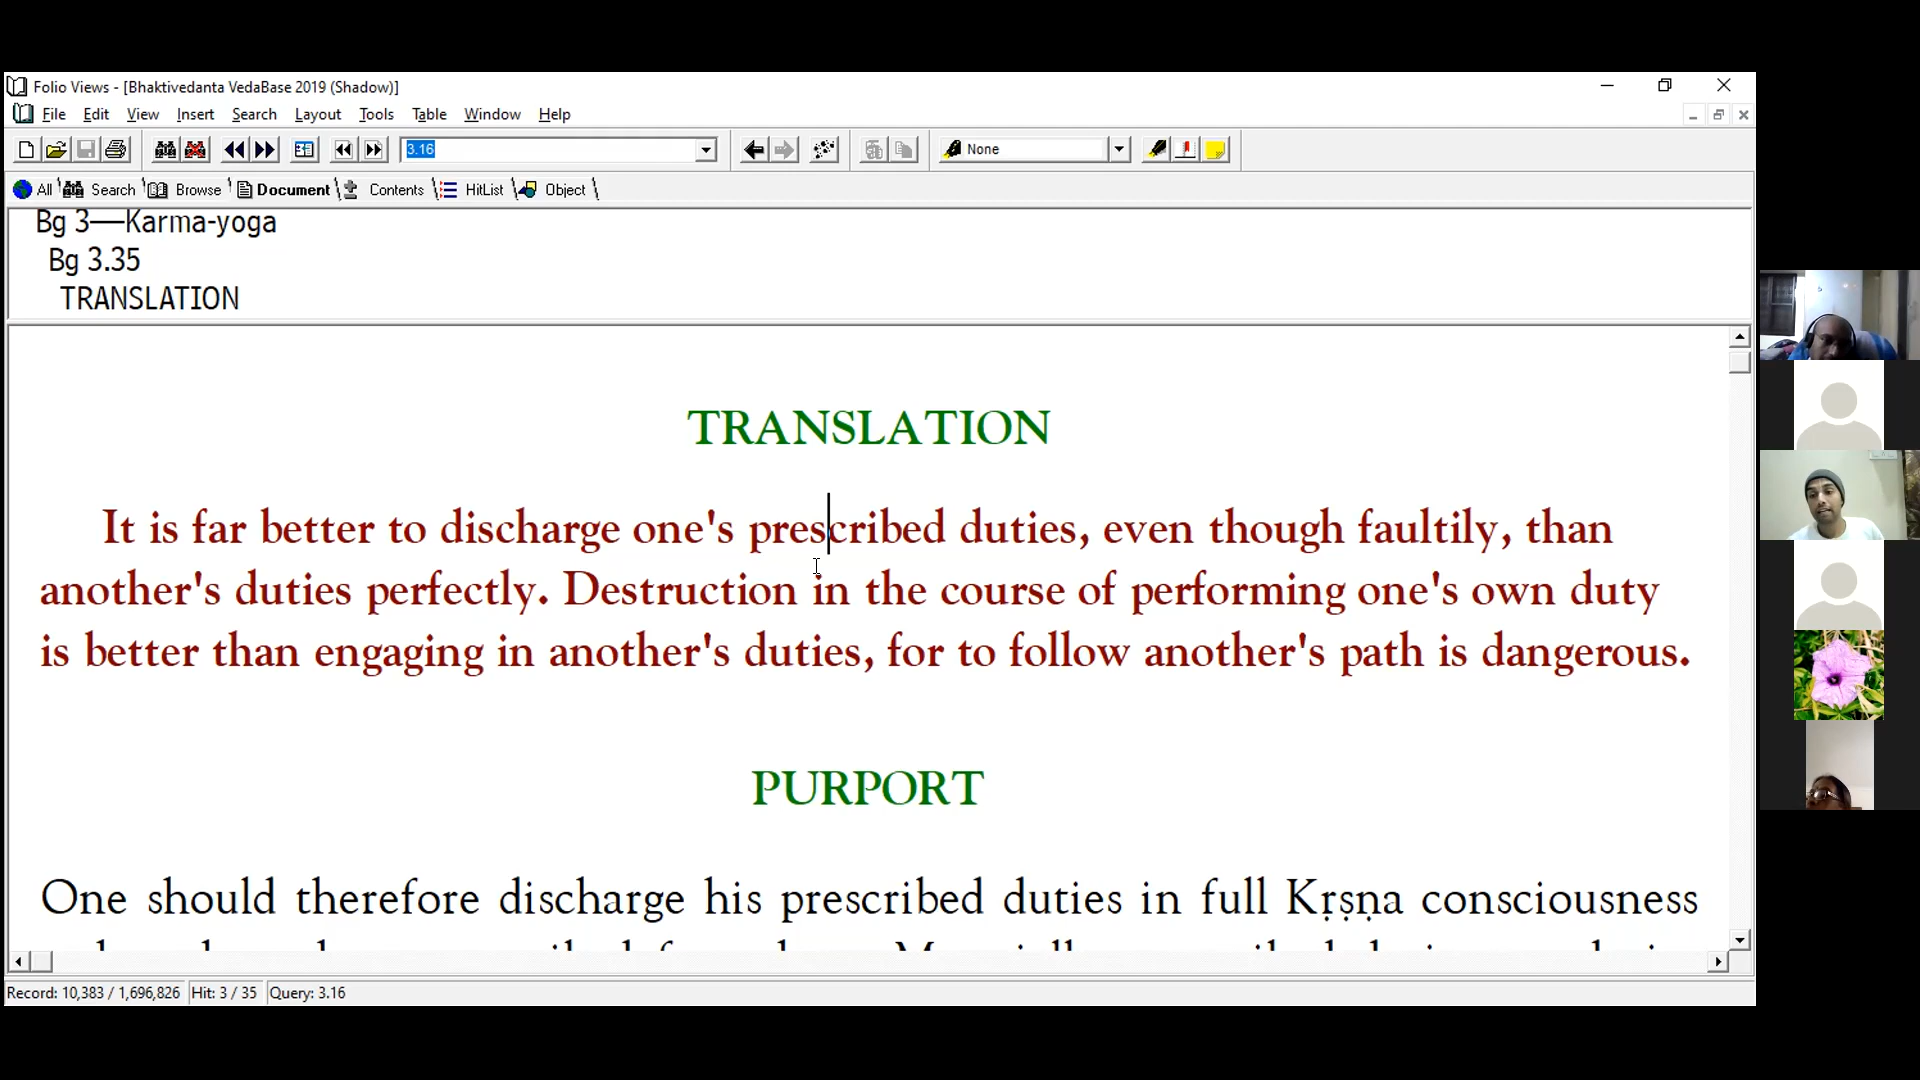 Folio Views - [Bhaktivedanta VedaBase 2019 (Shadow)]
File Edit View Insert Search Layout Tools Table Window Help
3.16 None
All Search Browse Document Contents HitList Object
Bg 3—Karma-yoga
Bg 3.35
TRANSLATION
TRANSLATION
It is far better to discharge one's prescribed duties, even though faultily, than
another's duties perfectly. Destruction in the course of performing one's own duty
is better than engaging in another's duties, for to follow another's path is dangerous.
PURPORT
One should therefore discharge his prescribed duties in full Kṛṣṇa consciousness
Record: 10,383 / 1,696,826 Hit: 3 / 35 Query: 3.16